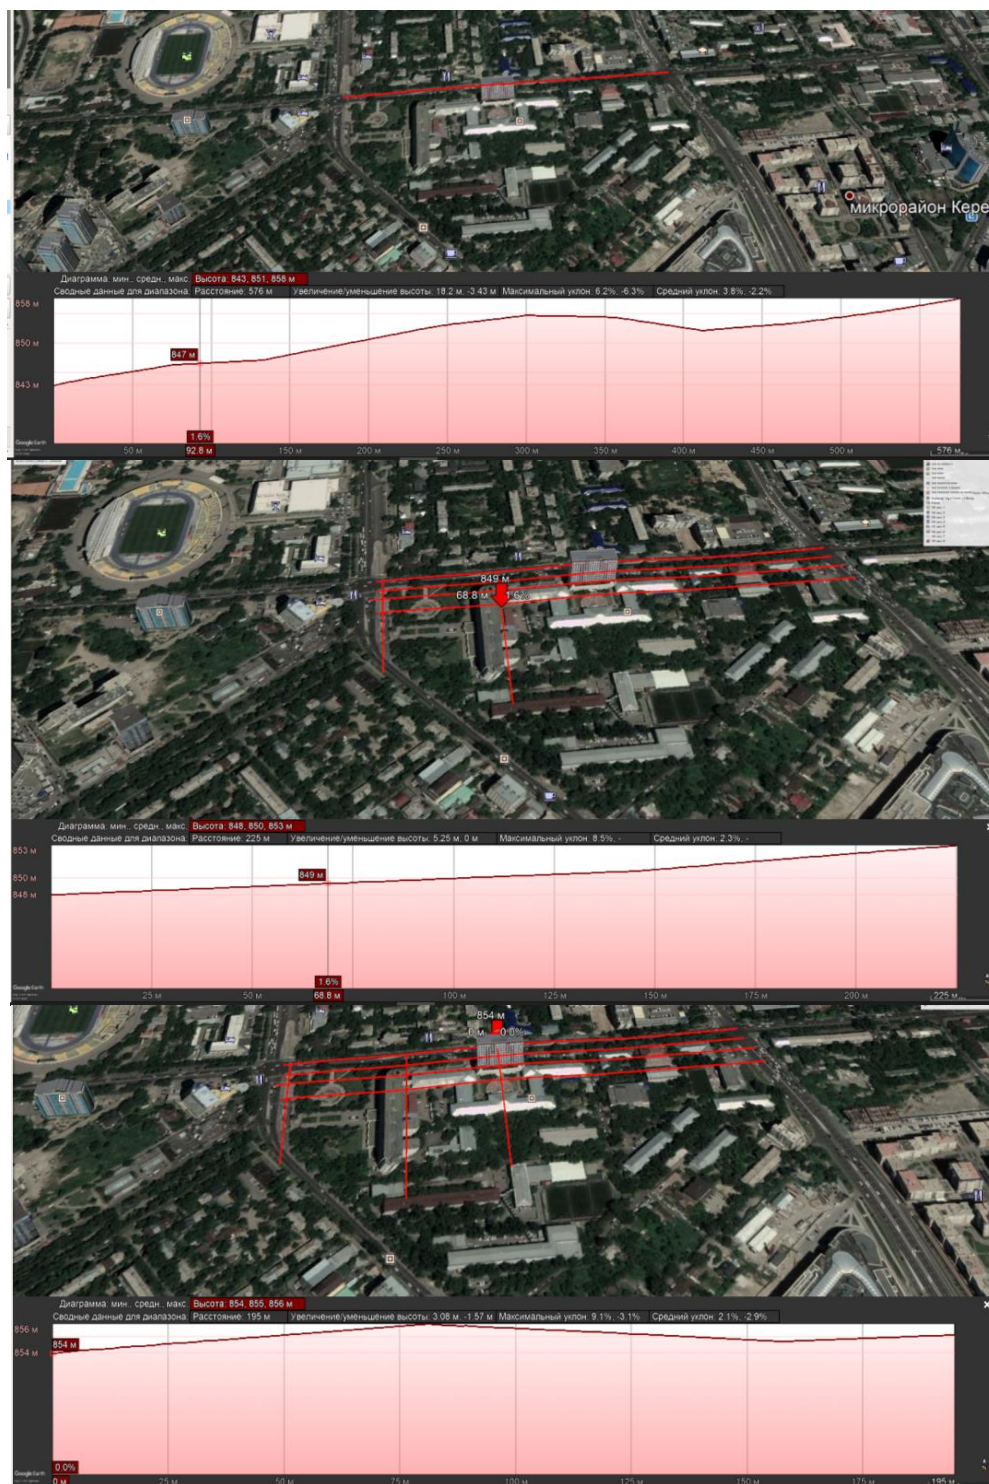 микрорайон Кере
Диаграмма: мин., средн., макс. Высота: 843, 851, 858 м
Сводные данные для диапазона: Расстояние: 576 м Увеличение/уменьшение высоты: 18.2 м, -3.43 м Максимальный уклон: 6.2%, -6.3% Средний уклон: 3.8%, -2.2%
858 м
850 м
847 м
843 м
1.6%
Google Earth
50 м 92.8 м 150 м 200 м 250 м 300 м 350 м 400 м 450 м 500 м 576 м
849 м
68.8 м 1.6%
Диаграмма: мин., средн., макс. Высота: 848, 850, 853 м
Сводные данные для диапазона: Расстояние: 225 м Увеличение/уменьшение высоты: 5.25 м, 0 м Максимальный уклон: 8.5%, - Средний уклон: 2.3%, -
853 м
850 м
849 м
848 м
1.6%
Google Earth
25 м 50 м 68.8 м 100 м 125 м 150 м 175 м 200 м 225 м
854 м
0 м 0.0%
Диаграмма: мин., средн., макс. Высота: 854, 855, 856 м
Сводные данные для диапазона: Расстояние: 195 м Увеличение/уменьшение высоты: 3.08 м, -1.57 м Максимальный уклон: 9.1%, -3.1% Средний уклон: 2.1%, -2.9%
856 м
854 м
854 м
0.0%
Google Earth
0 м 25 м 50 м 75 м 100 м 125 м 150 м 175 м 195 м